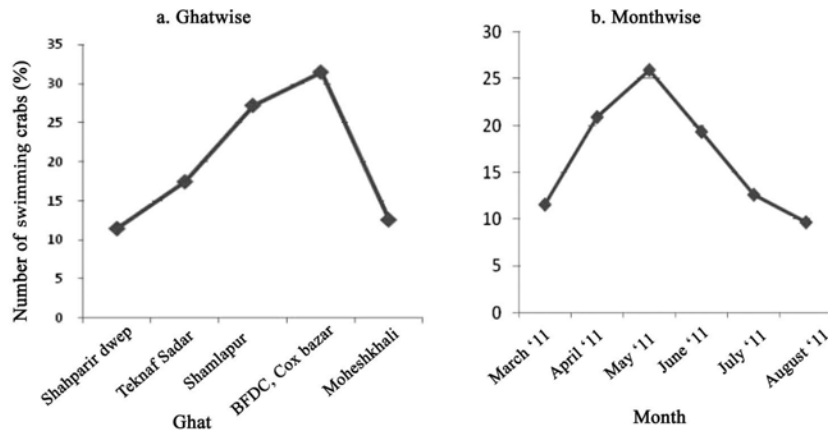 a. Ghatwise
Number of swimming crabs (%)
40
35
30
25
20
15
10
5
0
Shahparir dwep
Teknaf Sadar
Shamlapur
BFDC, Cox bazar
Moheshkhali
Ghat
b. Monthwise
30
25
20
15
10
5
0
March ‘11
April ‘11
May ‘11
June ‘11
July ‘11
August ‘11
Month